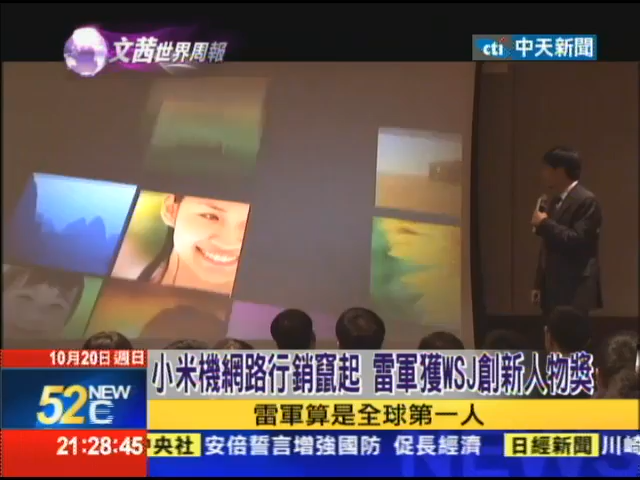 文茜世界周報
cti 中天新聞
小米機網路行銷竄起 雷軍獲WSJ創新人物獎
10月20日週日
52 NEWS
雷軍算是全球第一人
21:28:45
中央社 安倍誓言增強國防 促長經濟 日經新聞 川崎